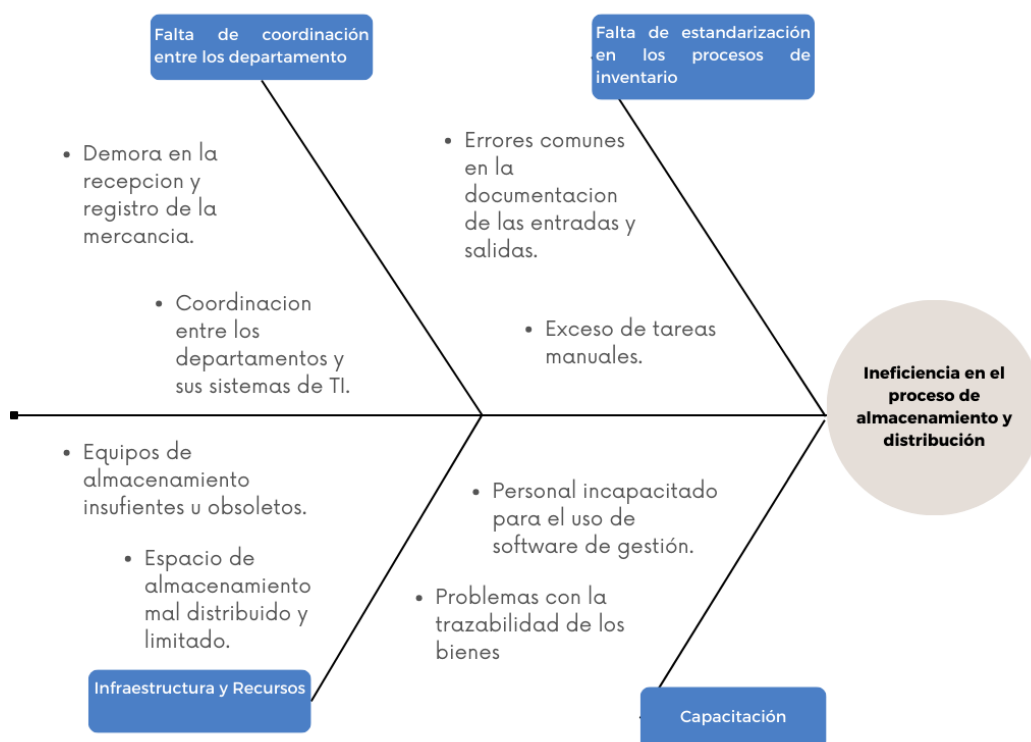 Falta de coordinación
entre los departamento
Falta de estandarización
en los procesos de
inventario
• Demora en la
recepcion y
registro de la
mercancia.
• Errores comunes
en la
documentacion
de las entradas y
salidas.
• Coordinacion
entre los
departamentos y
sus sistemas de TI.
• Exceso de tareas
manuales.
Ineficiencia en el
proceso de
almacenamiento y
distribución
• Equipos de
almacenamiento
insufientes u obsoletos.
• Espacio de
almacenamiento
mal distribuido y
limitado.
• Personal incapacitado
para el uso de
software de gestión.
• Problemas con la
trazabilidad de los
bienes
Infraestructura y Recursos
Capacitación